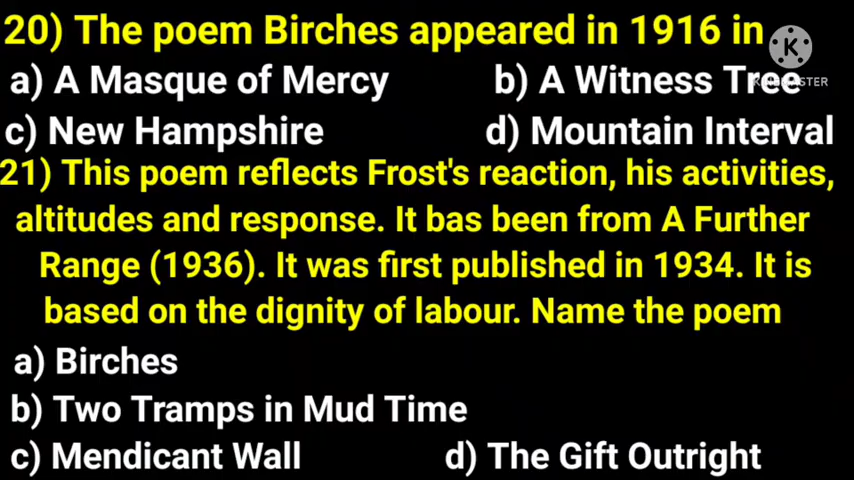 20) The poem Birches appeared in 1916 in
a) A Masque of Mercy b) A Witness Tree
c) New Hampshire d) Mountain Interval
21) This poem reflects Frost's reaction, his activities,
altitudes and response. It bas been from A Further
Range (1936). It was first published in 1934. It is
based on the dignity of labour. Name the poem
a) Birches
b) Two Tramps in Mud Time
c) Mendicant Wall d) The Gift Outright